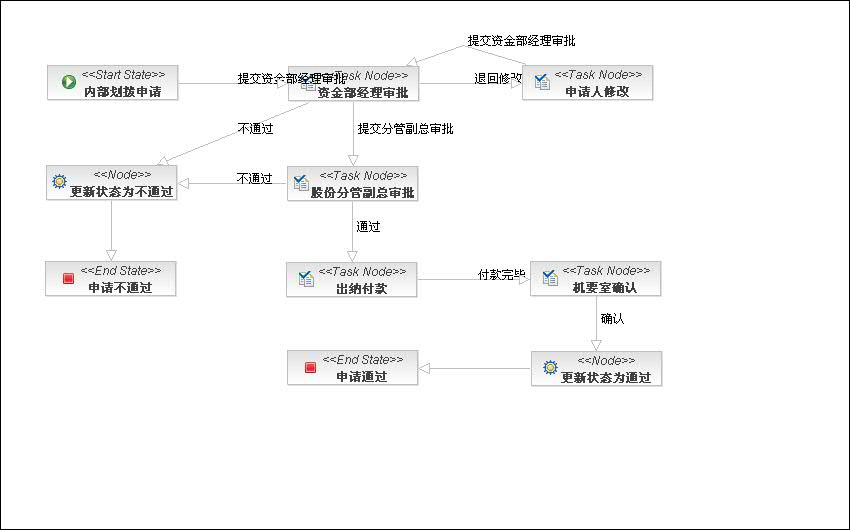 提交资金部经理审批
<<Start State>>
内部划拨申请
提交资金部经理审批
<<Task Node>>
资金部经理审批
退回修改
<<Task Node>>
申请人修改
不通过
提交分管副总审批
<<Node>>
更新状态为不通过
不通过
<<Task Node>>
股份分管副总审批
通过
<<End State>>
申请不通过
<<Task Node>>
出纳付款
付款完毕
<<Task Node>>
机要室确认
确认
<<End State>>
申请通过
<<Node>>
更新状态为通过